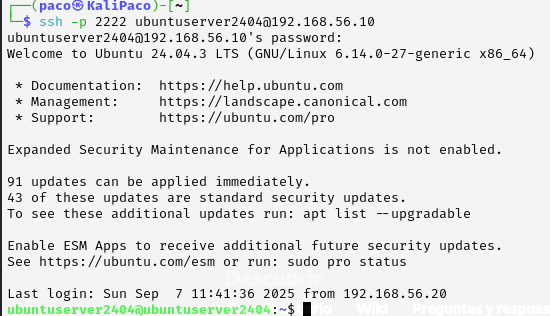 ┌──(paco㉿KaliPaco)-[~]
└─$ ssh -p 2222 ubuntuserver2404@192.168.56.10
ubuntuserver2404@192.168.56.10's password:
Welcome to Ubuntu 24.04.3 LTS (GNU/Linux 6.14.0-27-generic x86_64)

 * Documentation:  https://help.ubuntu.com
 * Management:     https://landscape.canonical.com
 * Support:        https://ubuntu.com/pro

Expanded Security Maintenance for Applications is not enabled.

91 updates can be applied immediately.
43 of these updates are standard security updates.
To see these additional updates run: apt list --upgradable

Enable ESM Apps to receive additional future security updates.
See https://ubuntu.com/esm or run: sudo pro status

Descubrir
Last login: Sun Sep  7 11:41:36 2025 from 192.168.56.20
ubuntuserver2404@ubuntuserver2404:~$
Wiki Preguntas y respues